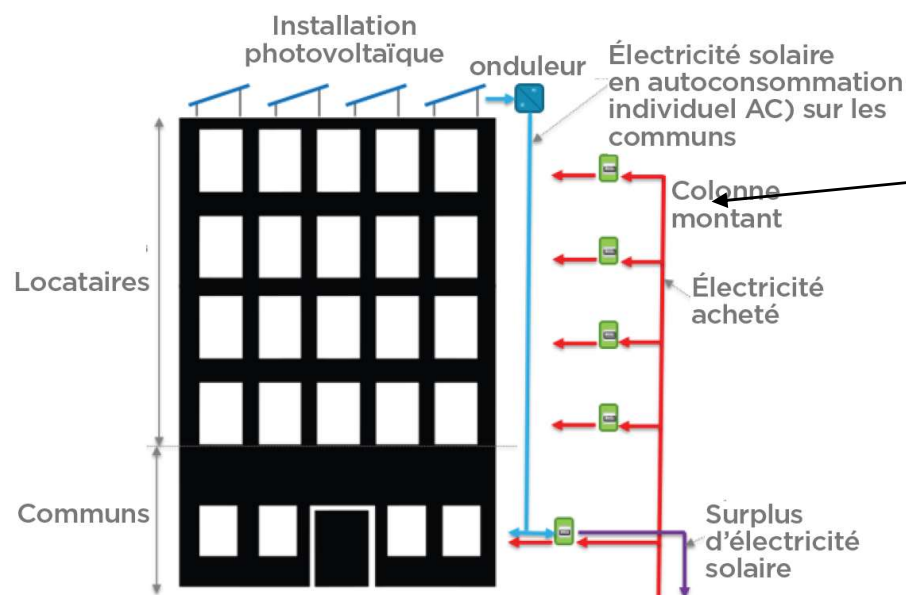 Installation
photovoltaïque
onduleur
Électricité solaire
en autoconsommation
individuel AC) sur les
communs
Colonne
montant
Locataires
Électricité
acheté
Communs
Surplus
d'électricité
solaire